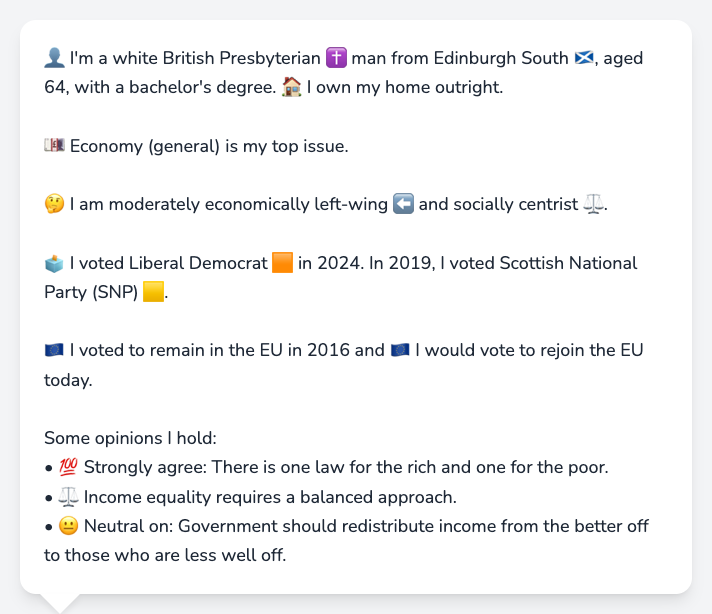 👤 I'm a white British Presbyterian ✝️ man from Edinburgh South 🏴󠁧󠁢󠁳󠁣󠁴󠁿, aged
64, with a bachelor's degree. 🏠 I own my home outright.
💷 Economy (general) is my top issue.
🤔 I am moderately economically left-wing ⬅️ and socially centrist ⚖️.
🗳️ I voted Liberal Democrat 🟧 in 2024. In 2019, I voted Scottish National
Party (SNP) 🟨.
🇪🇺 I voted to remain in the EU in 2016 and 🇪🇺 I would vote to rejoin the EU
today.
Some opinions I hold:
• 💯 Strongly agree: There is one law for the rich and one for the poor.
• ⚖️ Income equality requires a balanced approach.
• 😐 Neutral on: Government should redistribute income from the better off
to those who are less well off.